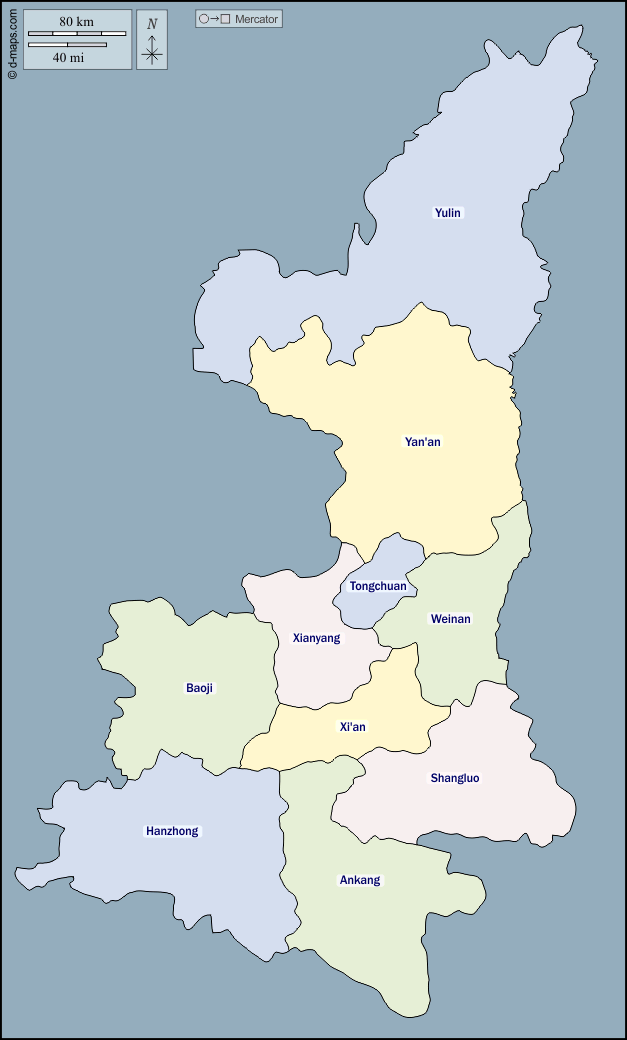 © d-maps.com
80 km
40 mi
N
Mercator
Yulin
Yan'an
Tongchuan
Weinan
Xianyang
Baoji
Xi'an
Shangluo
Hanzhong
Ankang